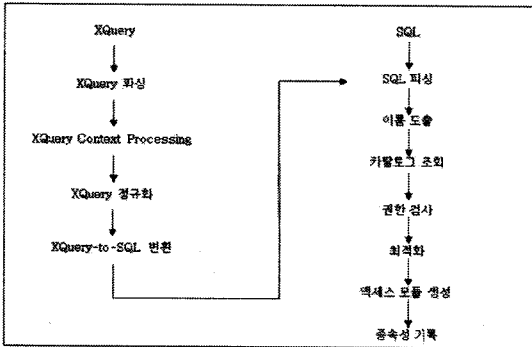 XQuery
XQuery 파싱
XQuery Context Processing
XQuery 정규화
XQuery-to-SQL 변환
SQL
SQL 파싱
이름 도출
카탈로그 조회
권한 검사
최적화
액세스 모듈 생성
종속성 기록